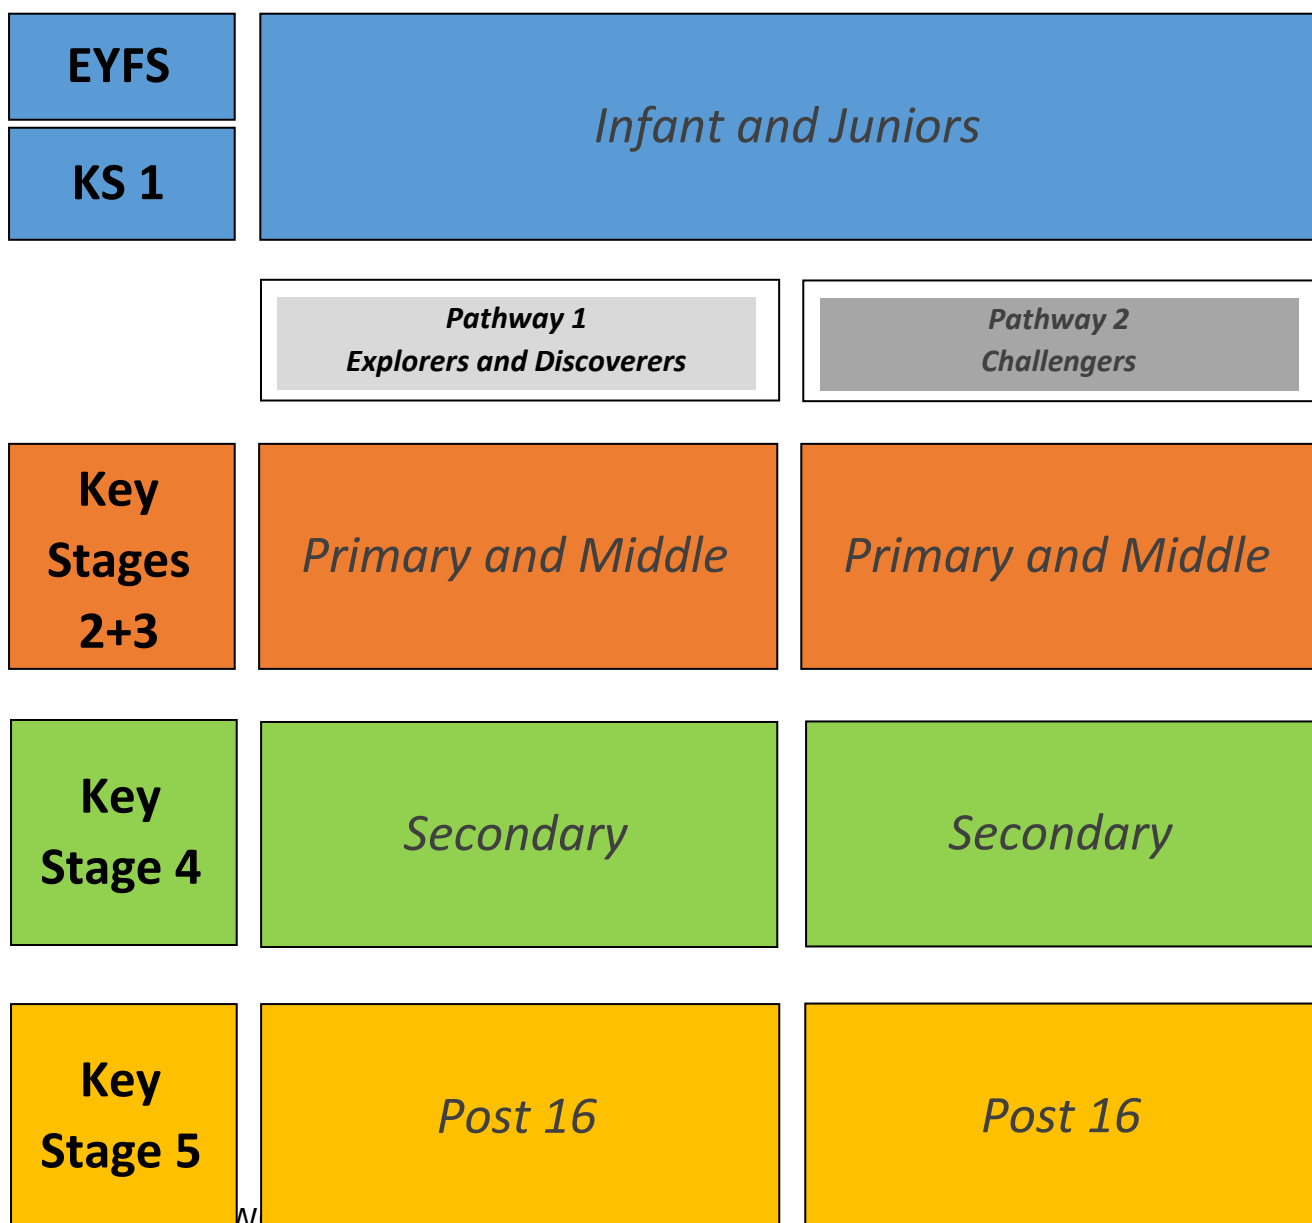 EYFS
KS 1
Infant and Juniors
Pathway 1
Explorers and Discoverers
Pathway 2
Challengers
Key
Stages
2+3
Primary and Middle
Primary and Middle
Key
Stage 4
Secondary
Secondary
Key
Stage 5
Post 16
Post 16